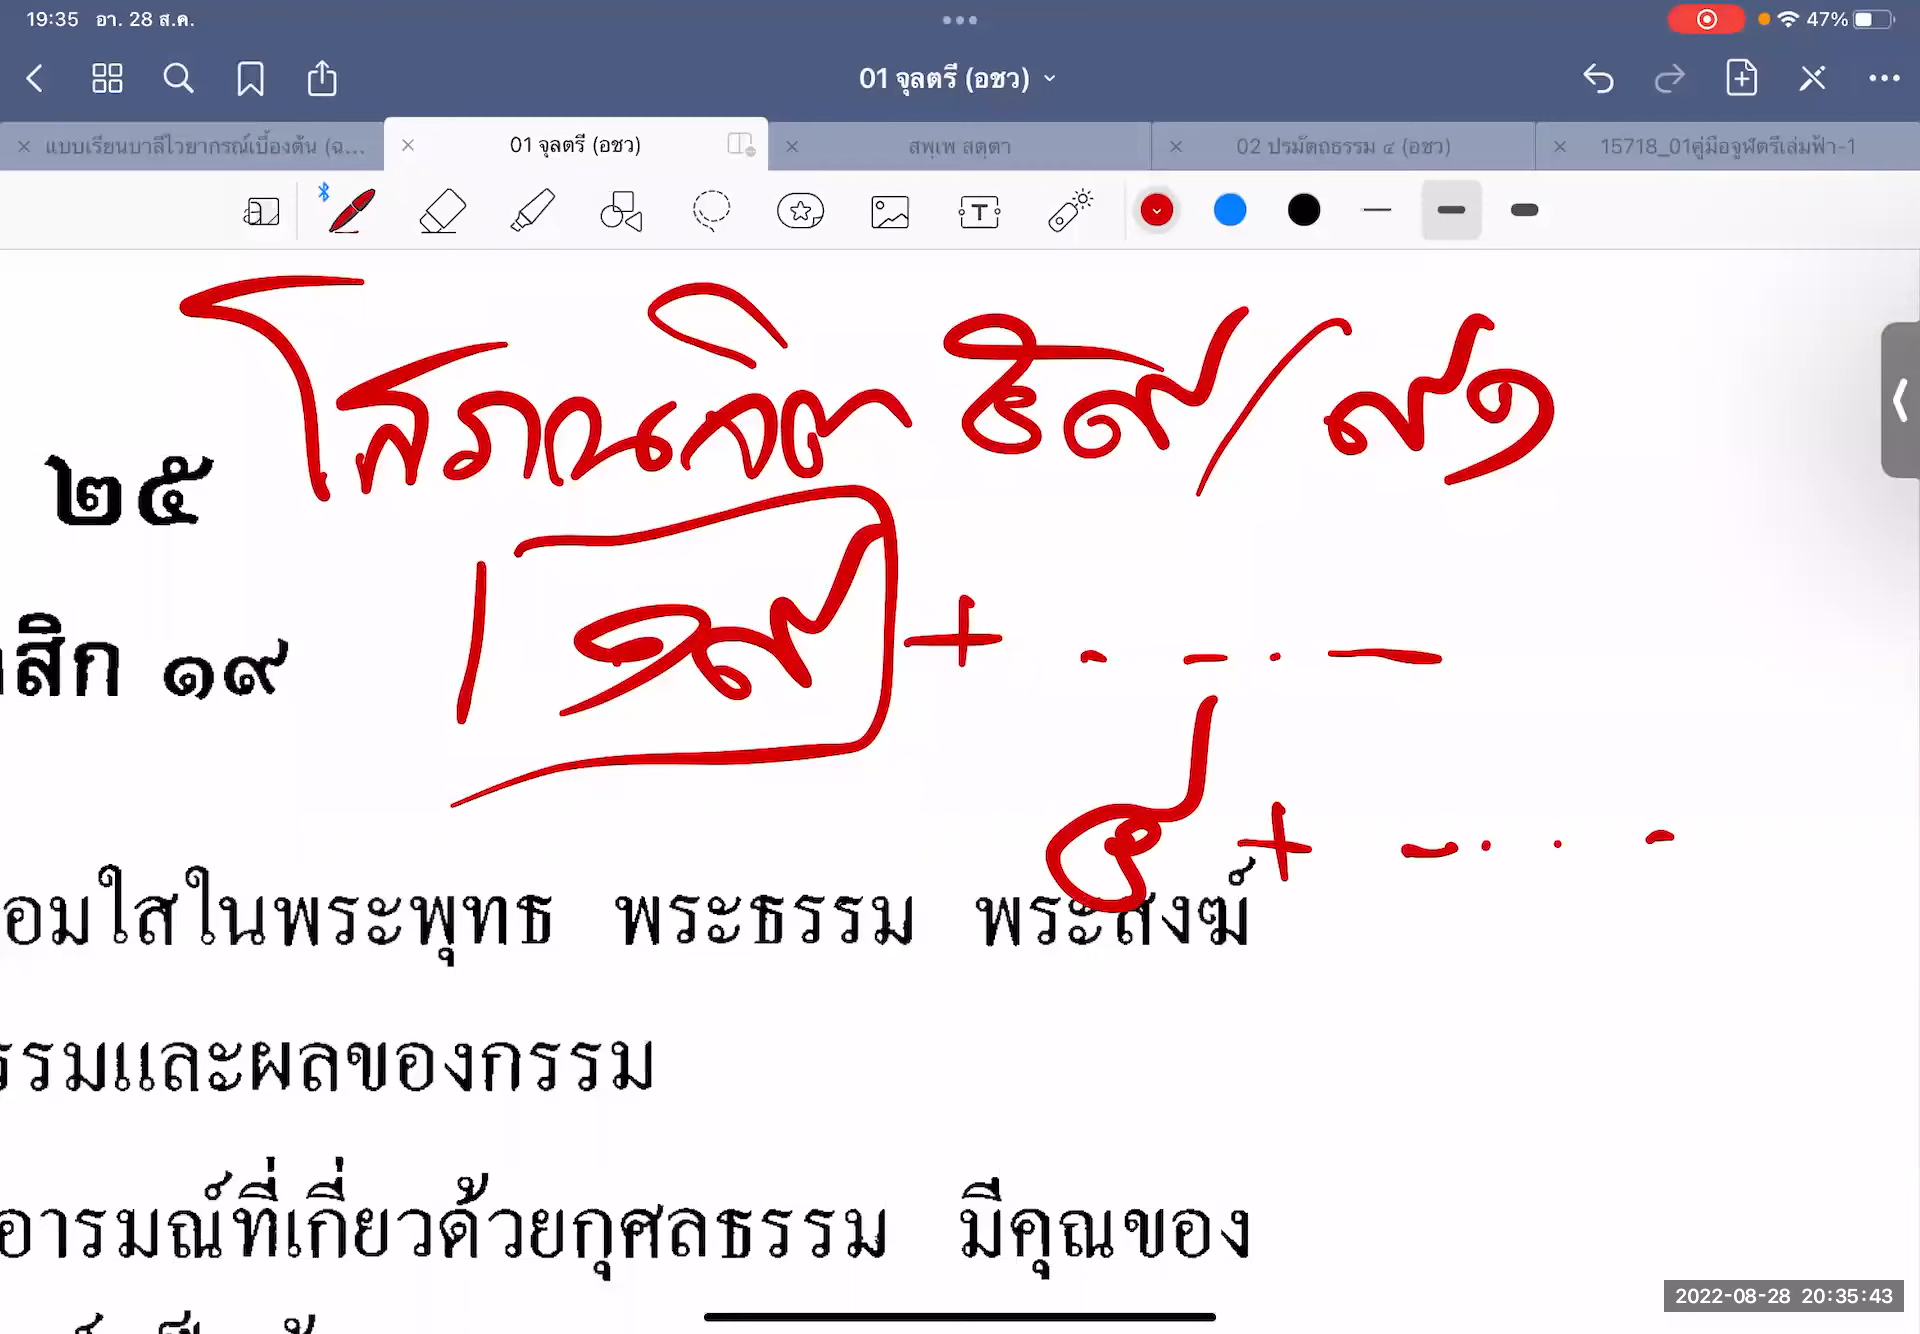 19:35 อา. 28 ส.ค.
47%
01 จุลตรี (อชว)
แบบเรียนบาลีไวยากรณ์เบื้องต้น (ฉ...
01 จุลตรี (อชว)
สพฺเพ สตฺตา
02 ปรมัตถธรรม ๔ (อชว)
15718_01คู่มือจูฬตรีเล่มฟ้า-1
โสภณจิต ๕๙/๙๑
๒๕
๑๙ +
สิก ๑๙
๘ +
อมใสในพระพุทธ พระธรรม พระสงฆ์
รรมและผลของกรรม
อารมณ์ที่เกี่ยวด้วยกุศลธรรม มีคุณของ
2022-08-28 20:35:43